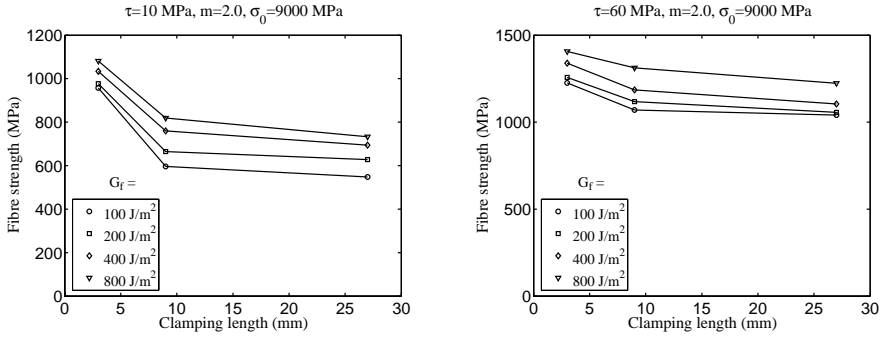 τ=10 MPa, m=2.0, σ0=9000 MPa
1200
1000
800
600
400
200
0
Fibre strength (MPa)
Gf =
100 J/m2
200 J/m2
400 J/m2
800 J/m2
0 5 10 15 20 25 30
Clamping length (mm)
τ=60 MPa, m=2.0, σ0=9000 MPa
1500
1000
500
0
Fibre strength (MPa)
Gf =
100 J/m2
200 J/m2
400 J/m2
800 J/m2
0 5 10 15 20 25 30
Clamping length (mm)